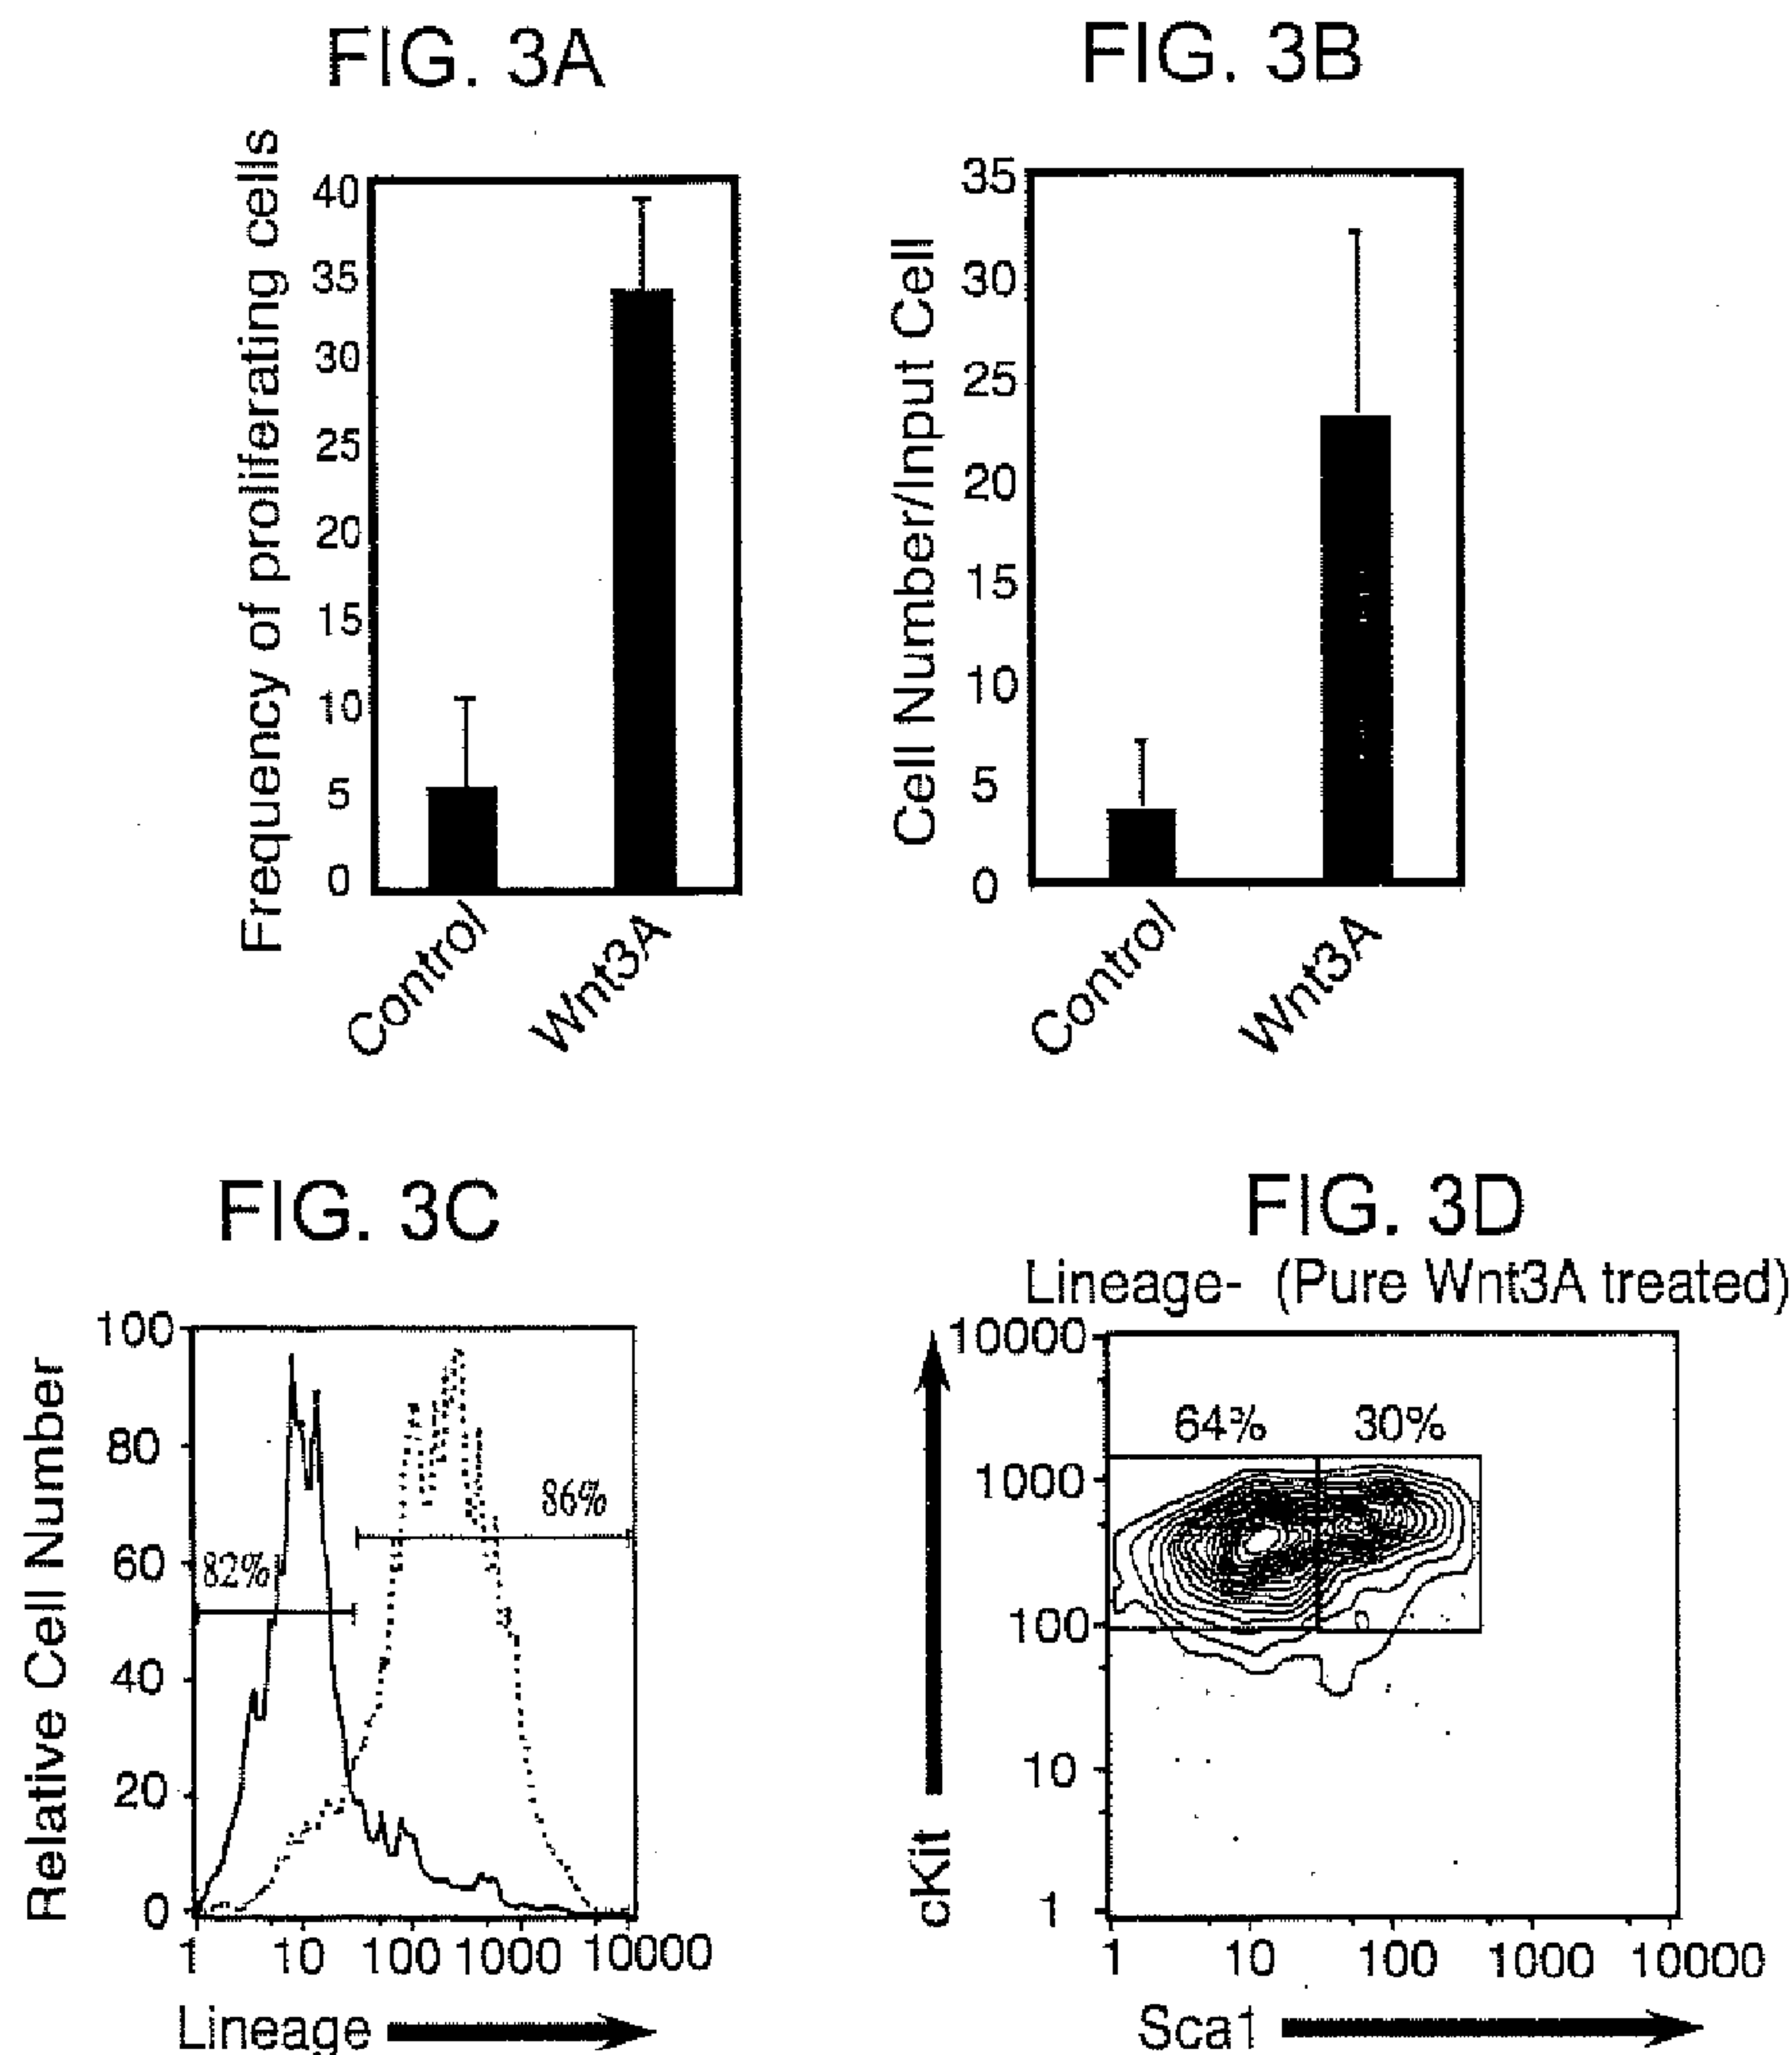 FIG. 3A
Frequency of proliferating cells
40
35
30
25
20
15
10
5
0
Control
Wnt3A
FIG. 3B
Cell Number/Input Cell
35
30
25
20
15
10
5
0
Control
Wnt3A
FIG. 3C
Relative Cell Number
100
80
60
40
20
0
82%
86%
1 10 100 1000 10000
Lineage
FIG. 3D
Lineage- (Pure Wnt3A treated)
cKit
10000
1000
100
10
1
64% 30%
1 10 100 1000 10000
Sca1